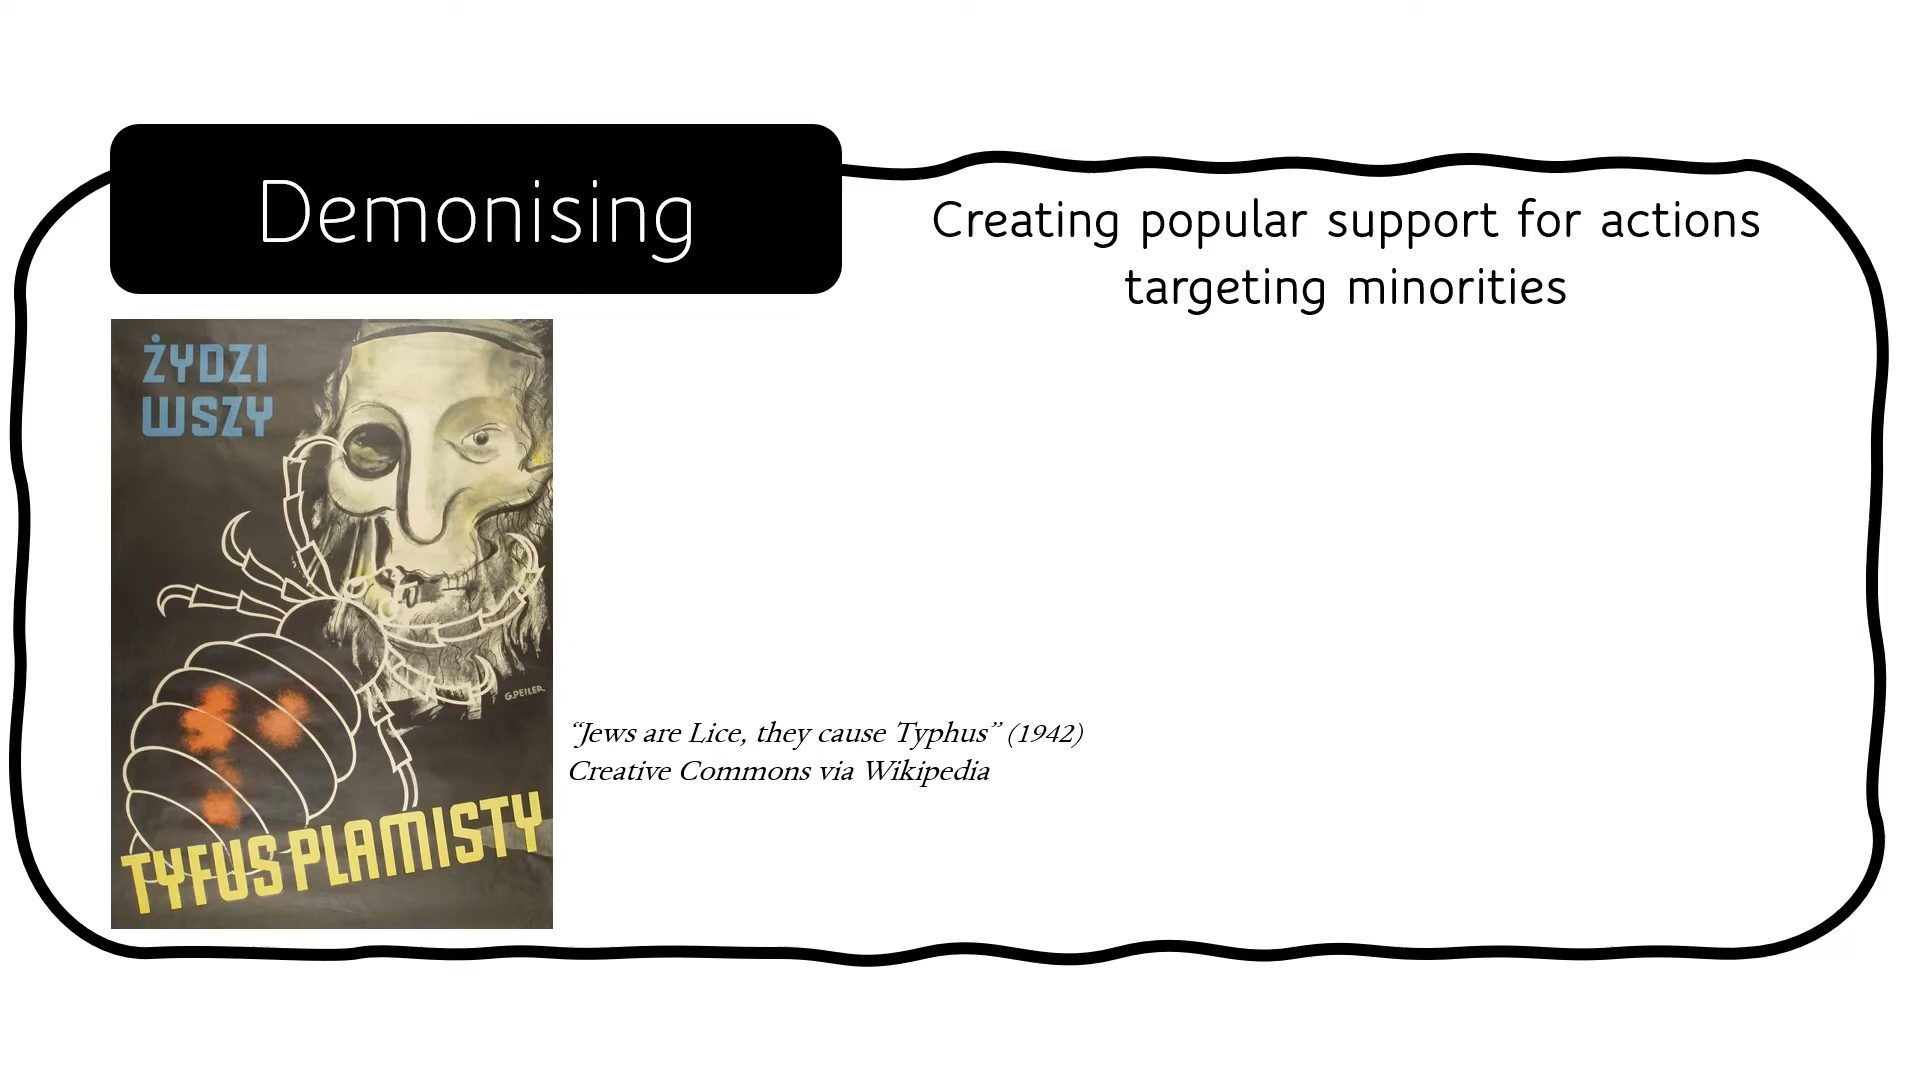 Demonising
Creating popular support for actions
targeting minorities
ŻYDZI
WSZY
G.PEILER
TYFUS PLAMISTY
“Jews are Lice, they cause Typhus” (1942)
Creative Commons via Wikipedia